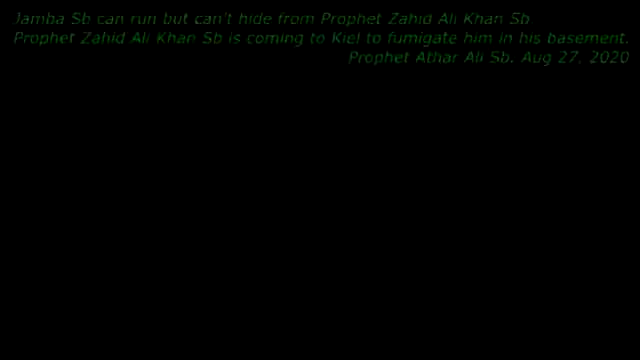 Jamba Sb can run but can't hide from Prophet Zahid Ali Khan Sb.
Prophet Zahid Ali Khan Sb is coming to Kiel to fumigate him in his basement.
Prophet Athar Ali Sb. Aug 27, 2020